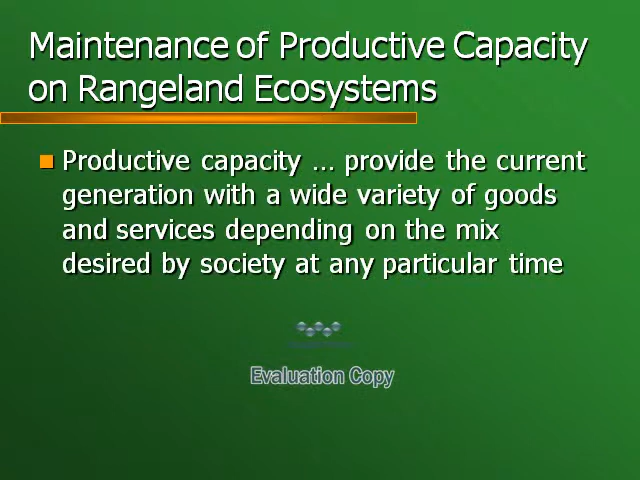 Maintenance of Productive Capacity
on Rangeland Ecosystems
Productive capacity ... provide the current
generation with a wide variety of goods
and services depending on the mix
desired by society at any particular time
Evaluation Copy